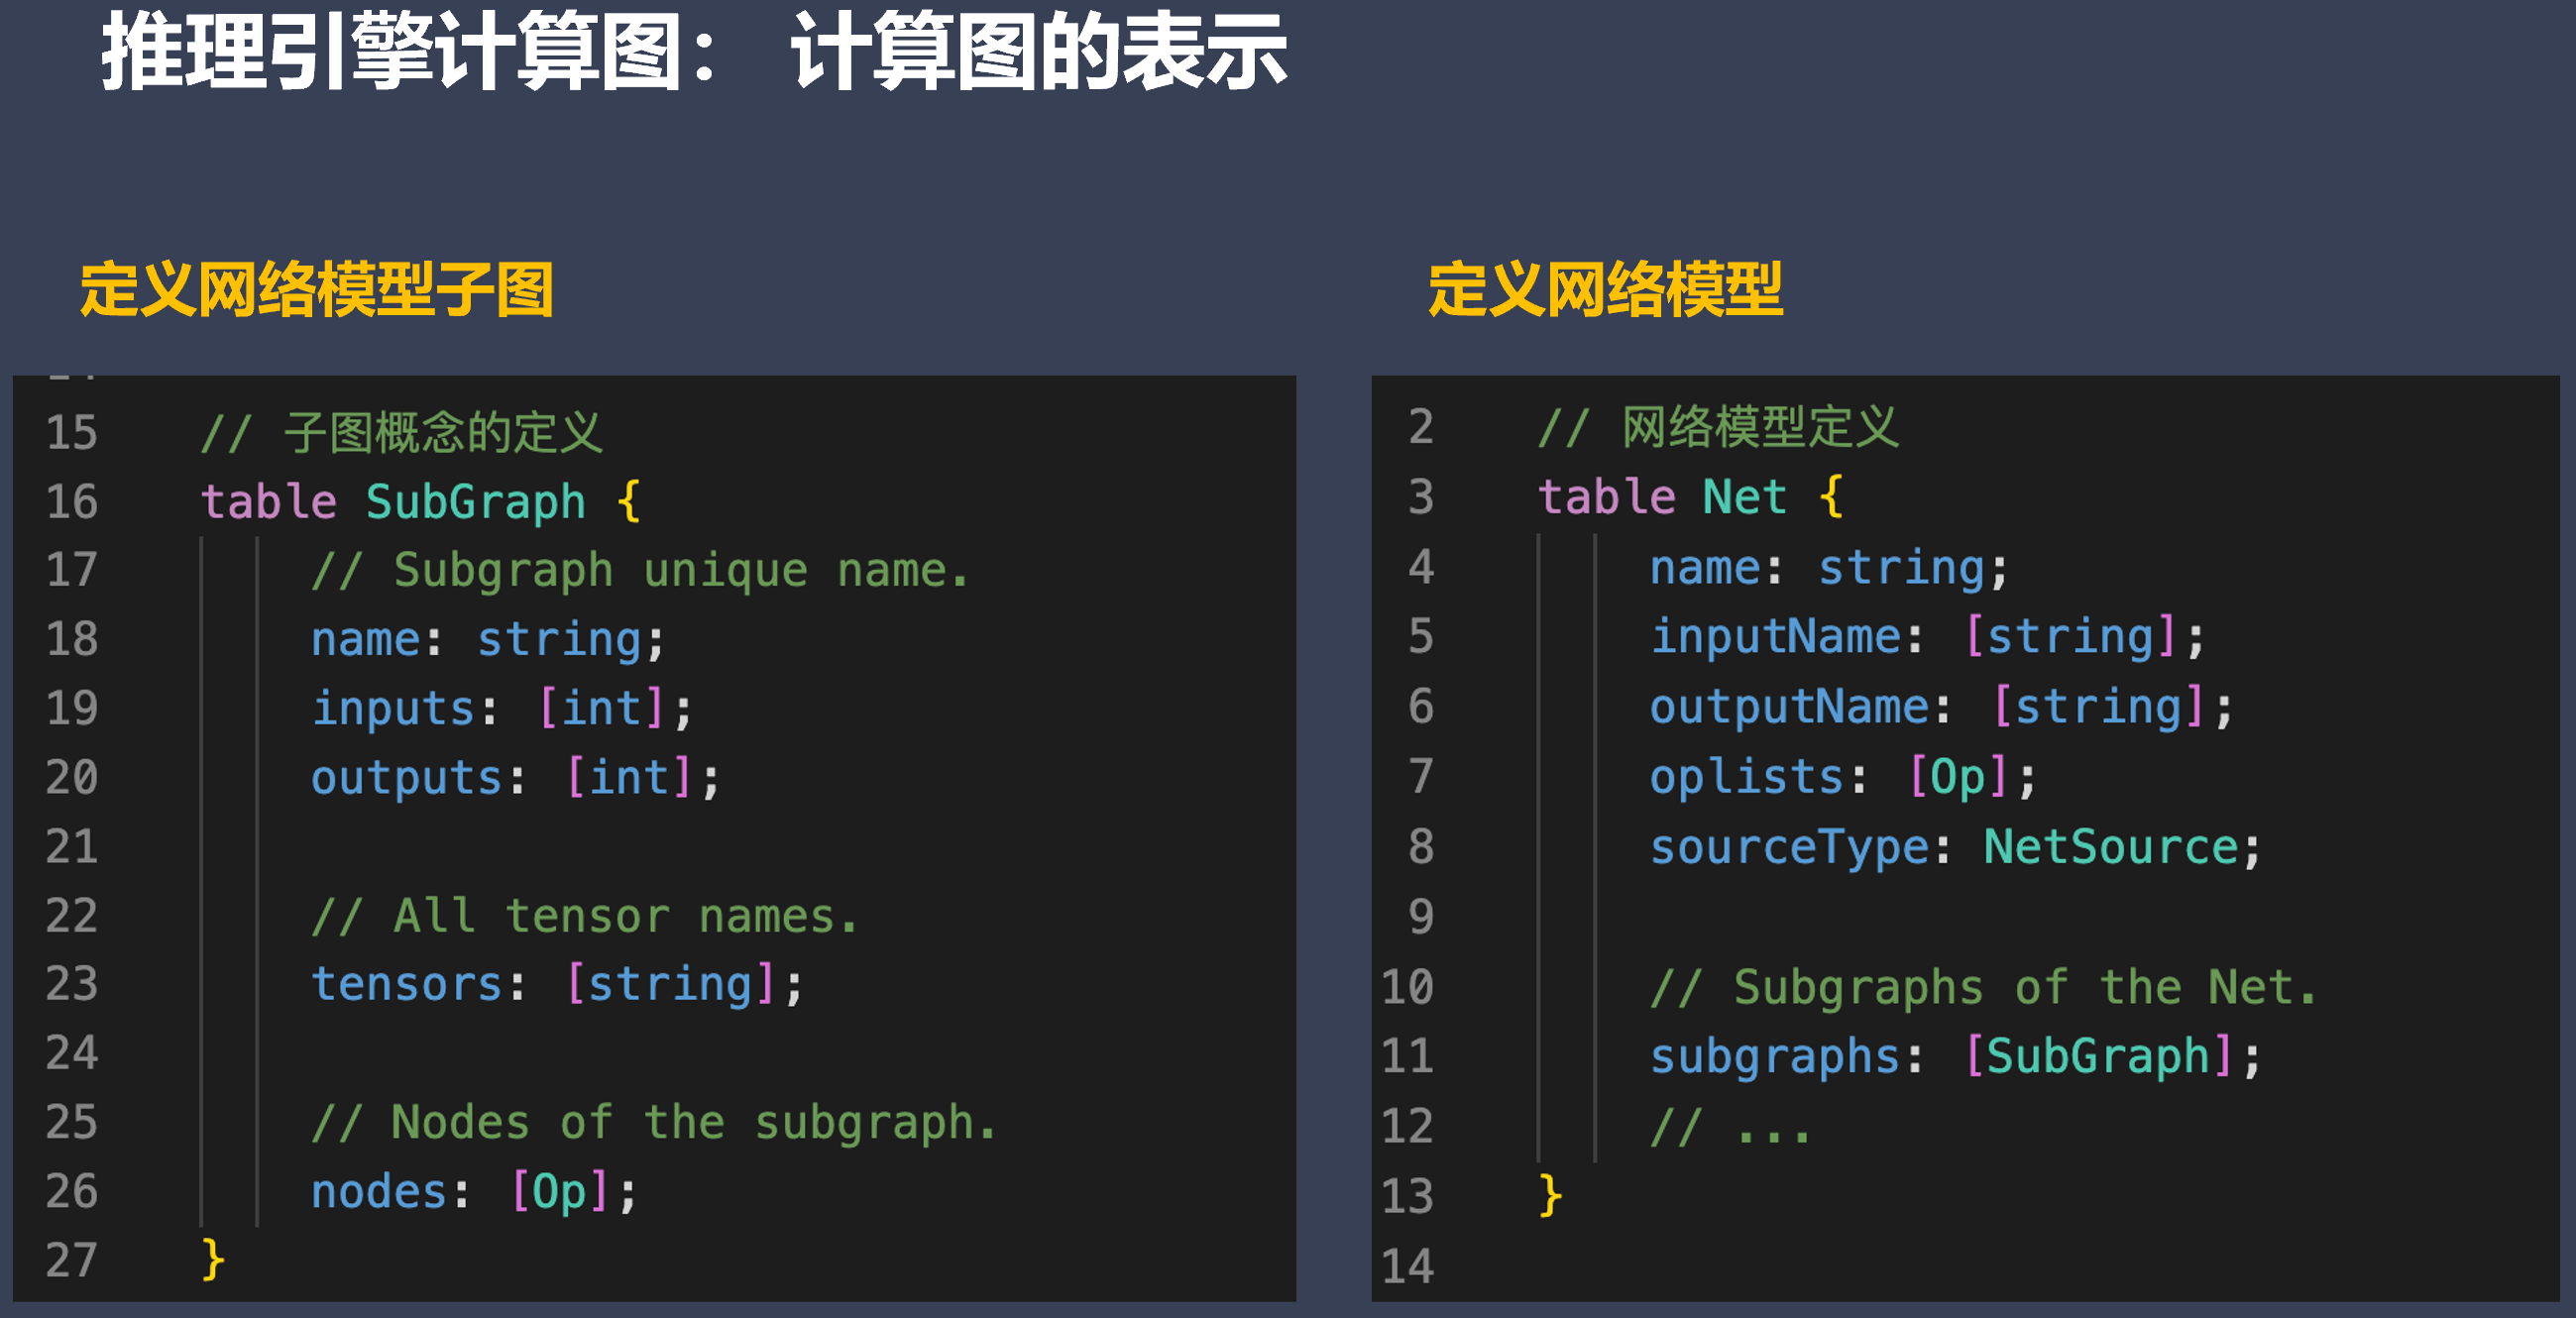 推理引擎计算图： 计算图的表示
定义网络模型子图
15 // 子图概念的定义
16 table SubGraph {
17 // Subgraph unique name.
18 name: string;
19 inputs: [int];
20 outputs: [int];
21
22 // All tensor names.
23 tensors: [string];
24
25 // Nodes of the subgraph.
26 nodes: [Op];
27 }
定义网络模型
2 // 网络模型定义
3 table Net {
4 name: string;
5 inputName: [string];
6 outputName: [string];
7 oplists: [Op];
8 sourceType: NetSource;
9
10 // Subgraphs of the Net.
11 subgraphs: [SubGraph];
12 // ...
13 }
14